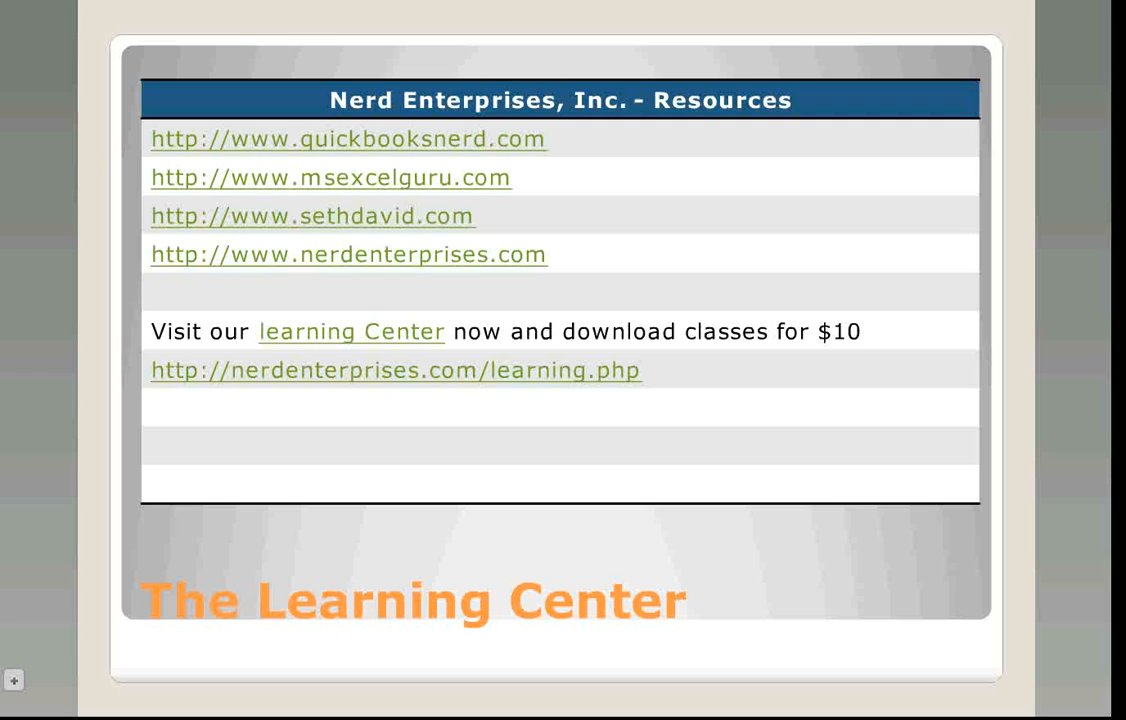 Nerd Enterprises, Inc. - Resources
http://www.quickbooksnerd.com
http://www.msexcelguru.com
http://www.sethdavid.com
http://www.nerdenterprises.com
Visit our learning Center now and download classes for $10
http://nerdenterprises.com/learning.php
The Learning Center